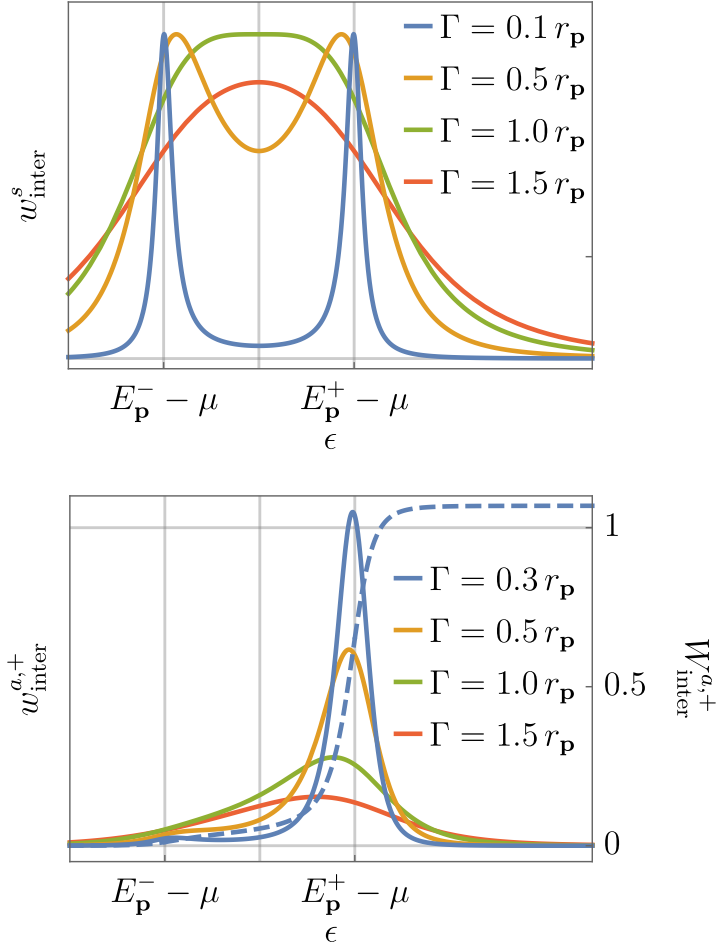 Γ = 0.1 r_p
Γ = 0.5 r_p
Γ = 1.0 r_p
Γ = 1.5 r_p
w^s_inter
E^-_p − μ
E^+_p − μ
ϵ
1
Γ = 0.3 r_p
Γ = 0.5 r_p
Γ = 1.0 r_p
Γ = 1.5 r_p
w^{a,+}_inter
W^{a,+}_inter
0.5
0
E^-_p − μ
E^+_p − μ
ϵ